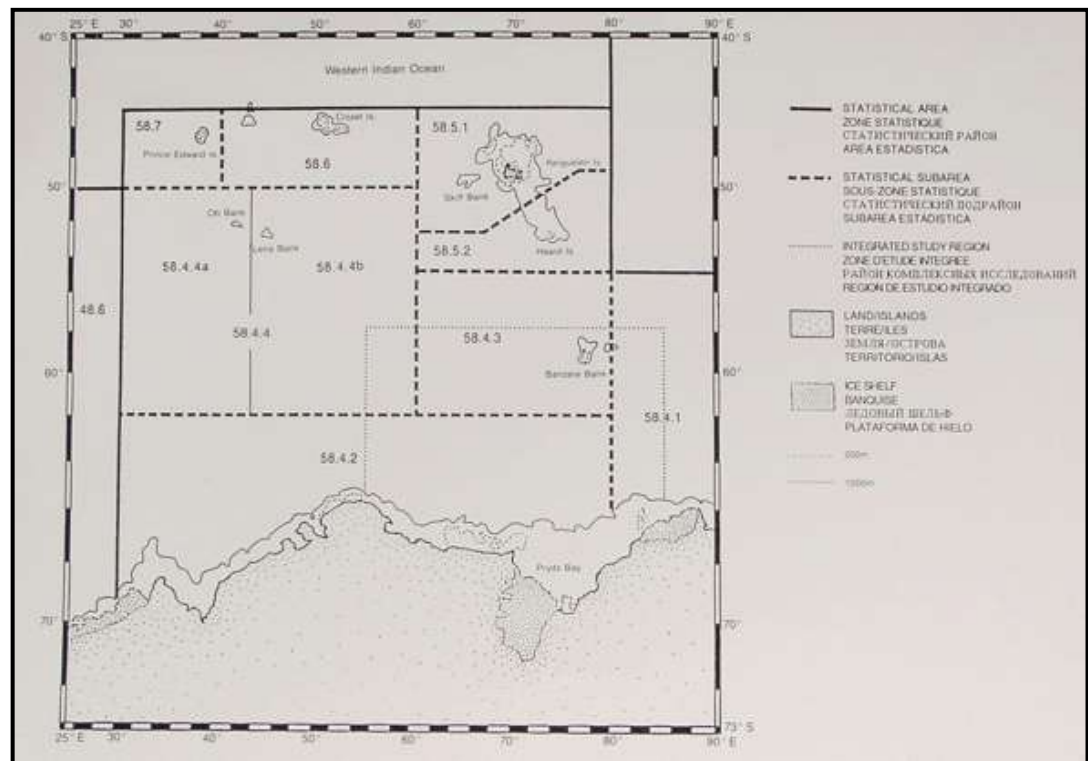 25° E 30° 40° 50° 60° 70° 80° 90° E
40° S 40° S
Western Indian Ocean
58.7
Crozet Is.
58.5.1
Prince Edward Is.
58.6
Kerguelen Is.
50° 50°
Skif Bank
Ob Bank
Lena Bank
58.5.2
Heard Is.
58.4.4a 58.4.4b
48.6
58.4.4
58.4.3
60° 60°
Banzare Bank
58.4.1
58.4.2
Prydz Bay
70° 70°
75° S
25° E 30° 40° 50° 60° 70° 80° 90° E
STATISTICAL AREA
ZONE STATISTIQUE
СТАТИСТИЧЕСКИЙ РАЙОН
AREA ESTADISTICA
STATISTICAL SUBAREA
SOUS-ZONE STATISTIQUE
СТАТИСТИЧЕСКИЙ ПОДРАЙОН
SUBAREA ESTADISTICA
INTEGRATED STUDY REGION
ZONE D'ETUDE INTEGREE
РАЙОН КОМПЛЕКСНЫХ ИССЛЕДОВАНИЙ
REGION DE ESTUDIO INTEGRADO
LAND/ISLANDS
TERRE/ILES
ЗЕМЛЯ/ОСТРОВА
TERRITORIO/ISLAS
ICE SHELF
BANQUISE
ЛЕДОВЫЙ ШЕЛЬФ
PLATAFORMA DE HIELO
1000m